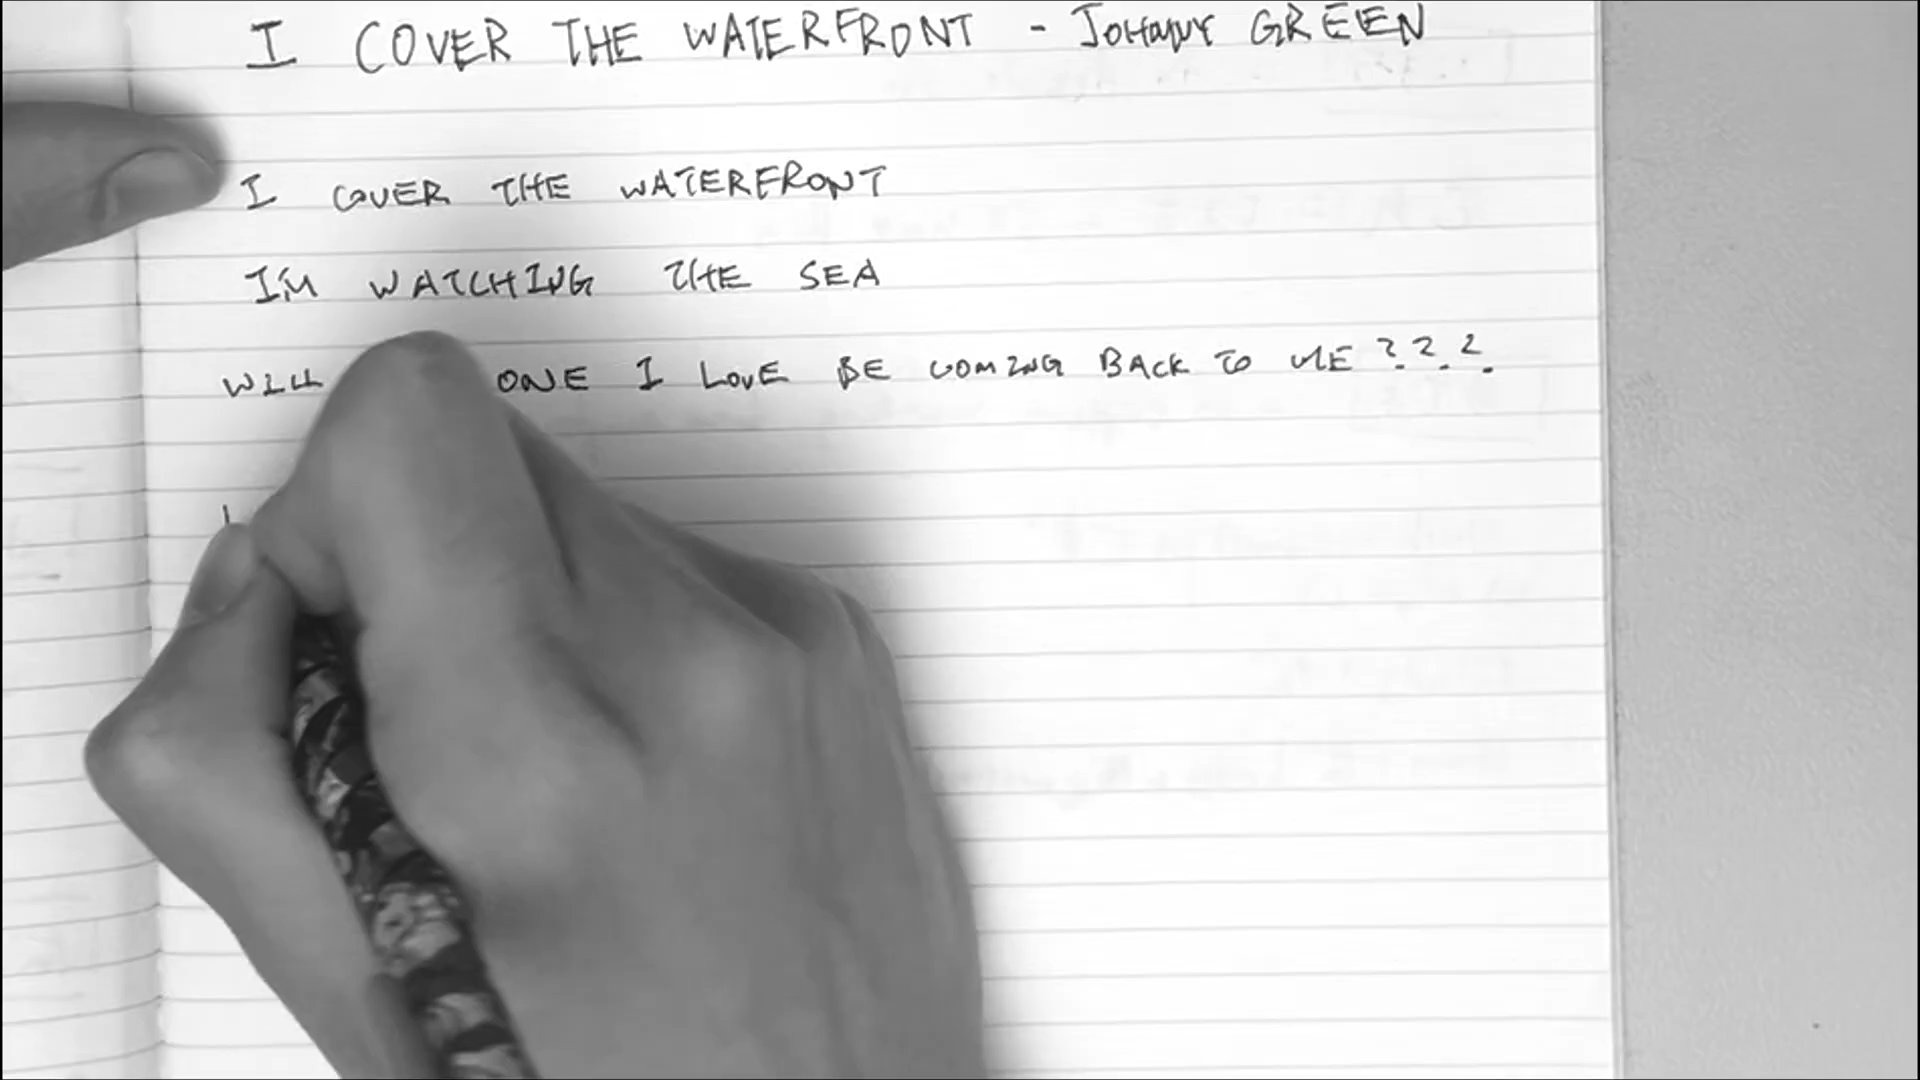 I COVER THE WATERFRONT - JOHNNY GREEN
I COVER THE WATERFRONT
I'M WATCHING THE SEA
WILL ONE I LOVE BE COMING BACK TO ME???